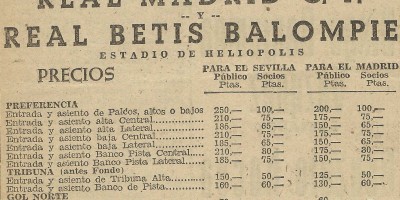 REAL MADRID C. F.
— Y —
REAL BETIS BALOMPIE
ESTADIO DE HELIOPOLIS
PRECIOS
PARA EL SEVILLA PARA EL MADRID
Público Socios Público Socios
Ptas. Ptas. Ptas. Ptas.
PREFERENCIA
Entrada y asiento de Palcos, altos o bajos 250,— 100,— 200,— 100,—
Entrada y asiento alta Central 210,— 75,— 175,— 75,—
Entrada y asiento alta Lateral 185,— 65,— 150,— 65,—
Entrada y asiento baja Central 210,— 75,— 175,— 75,—
Entrada y asiento baja Lateral 185,— 65,— 150,— 65,—
Entrada y asiento Banco Pista Central 210,— 80,— 175,— 80,—
Entrada y asiento Banco Pista Lateral 185,— 75,— 150,— 75,—
TRIBUNA (antes Fondo)
Entrada y asiento de Tribuna Alta 150,— 50,— 125,— 50,—
Entrada y asiento Banco de Pista 160,— 60,— 130,— 60,—
GOL NORTE